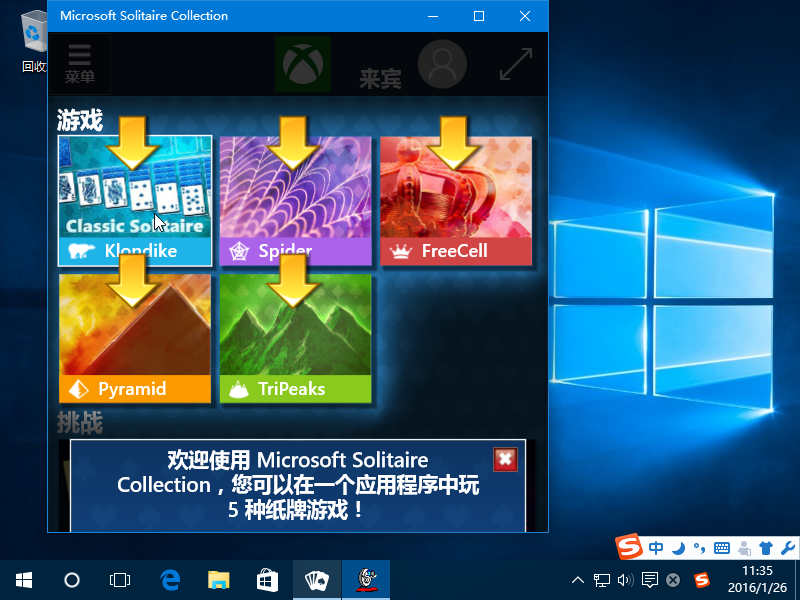 Microsoft Solitaire Collection
回收
菜单
来宾
游戏
Classic Solitaire
Klondike
Spider
FreeCell
Pyramid
TriPeaks
挑战
欢迎使用 Microsoft Solitaire
Collection，您可以在一个应用程序中玩
5 种纸牌游戏！
中
11:35
2016/1/26